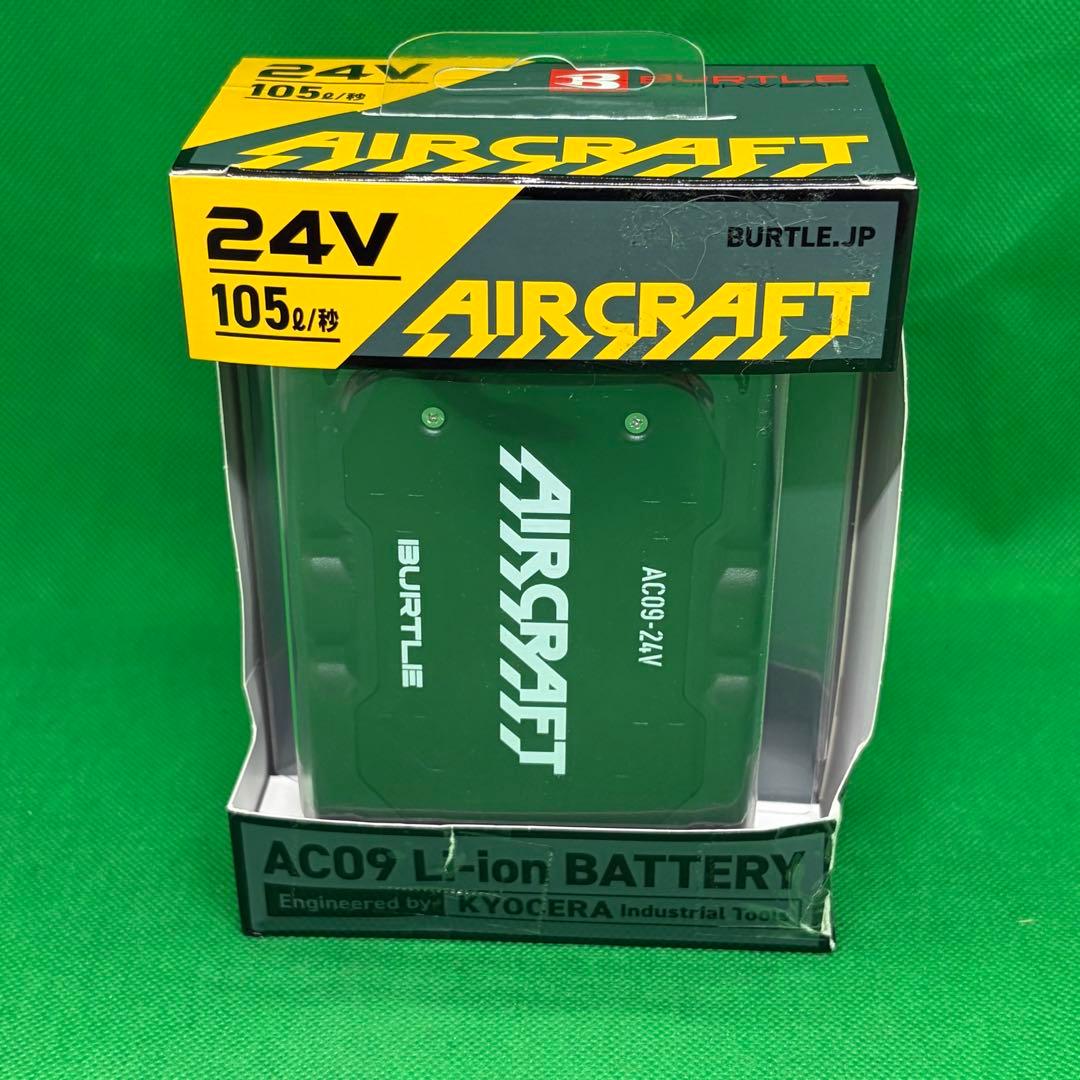 24V
105ℓ/秒
B BURTLE
AIRCRAFT
24V
105ℓ/秒
BURTLE.JP
AIRCRAFT
AIRCRAFT
BURTLE
AC09-24V
AC09 Li-ion BATTERY
Engineered by KYOCERA Industrial Tools